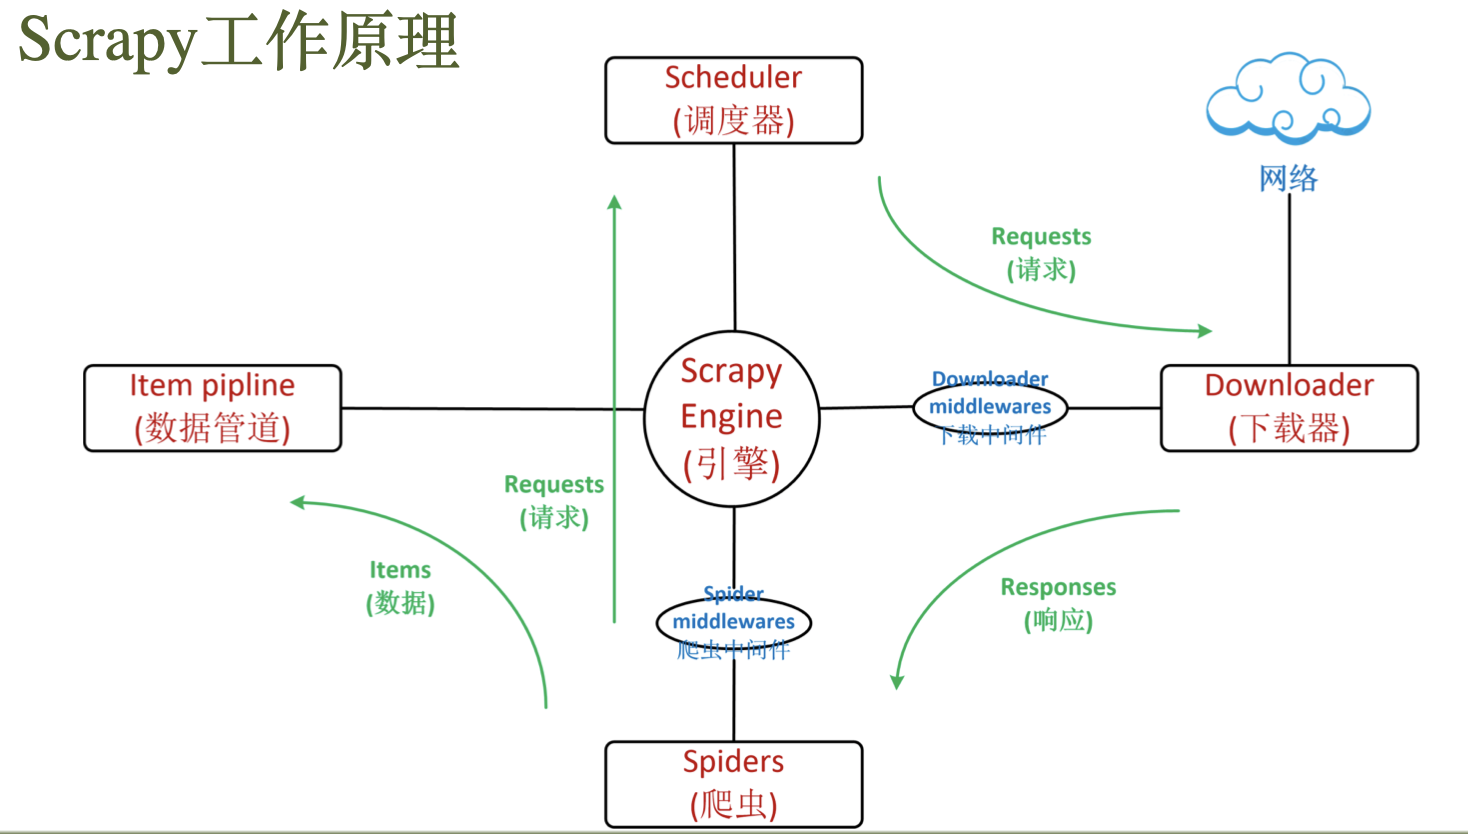 Scrapy工作原理
Scheduler
(调度器)
网络
Requests
(请求)
Item pipline
(数据管道)
Scrapy
Engine
(引擎)
Downloader
middlewares
下载中间件
Downloader
(下载器)
Requests
(请求)
Items
(数据)
Spider
middlewares
爬虫中间件
Responses
(响应)
Spiders
(爬虫)